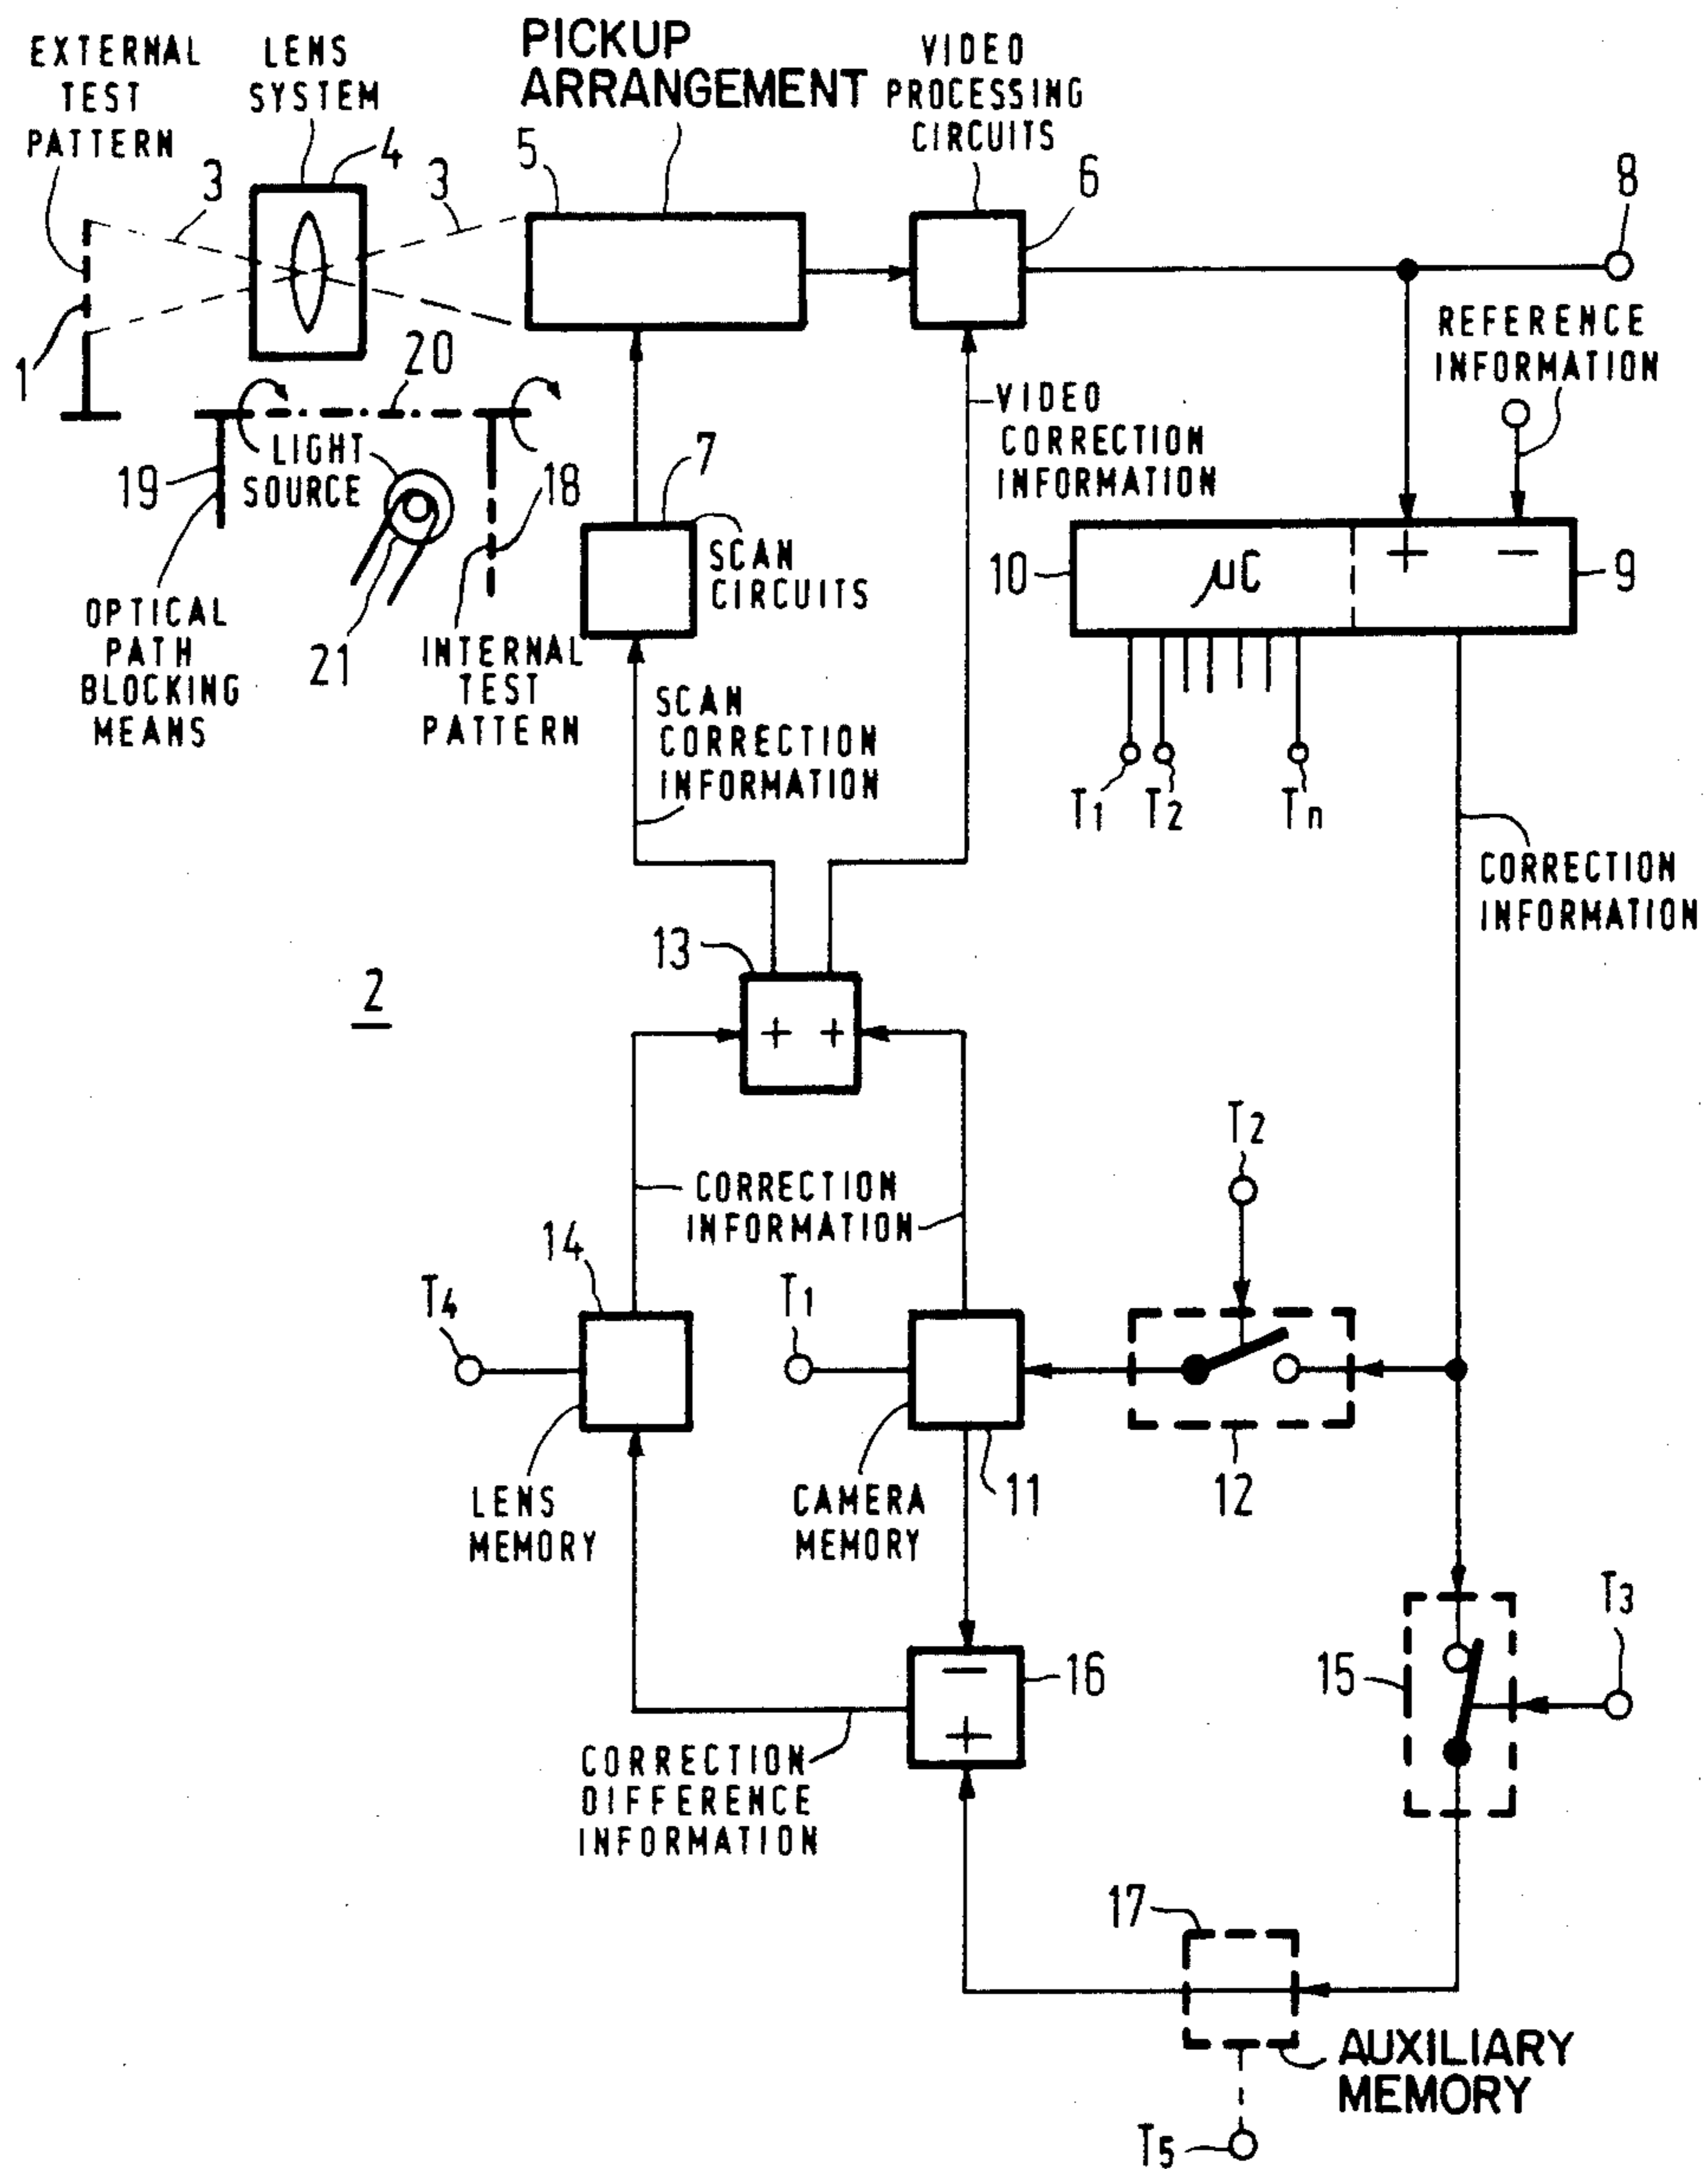 EXTERNAL
TEST
PATTERN
LENS
SYSTEM
PICKUP
ARRANGEMENT
VIDEO
PROCESSING
CIRCUITS
3
4
3
5
6
8
1
REFERENCE
INFORMATION
20
19
LIGHT
SOURCE
18
7
VIDEO
CORRECTION
INFORMATION
SCAN
CIRCUITS
10
μC
+
−
9
OPTICAL
PATH
BLOCKING
MEANS
21
INTERNAL
TEST
PATTERN
SCAN
CORRECTION
INFORMATION
T1
T2
Tn
CORRECTION
INFORMATION
13
2
+ +
T2
CORRECTION
INFORMATION
14
T4
T1
LENS
MEMORY
CAMERA
MEMORY
11
12
T3
−
+
16
15
CORRECTION
DIFFERENCE
INFORMATION
17
AUXILIARY
MEMORY
T5